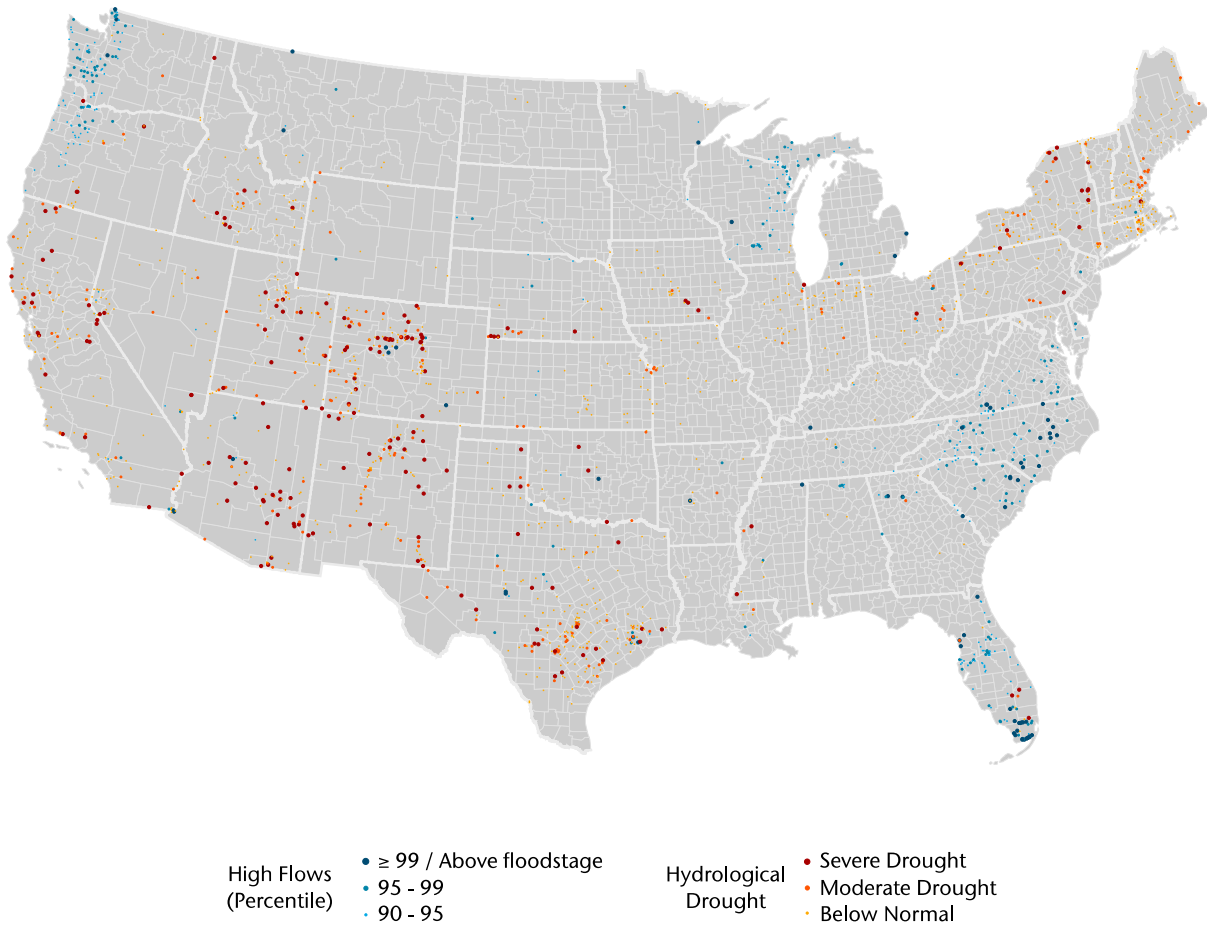 High Flows
(Percentile)
≥ 99 / Above floodstage
95 - 99
90 - 95
Hydrological
Drought
Severe Drought
Moderate Drought
Below Normal